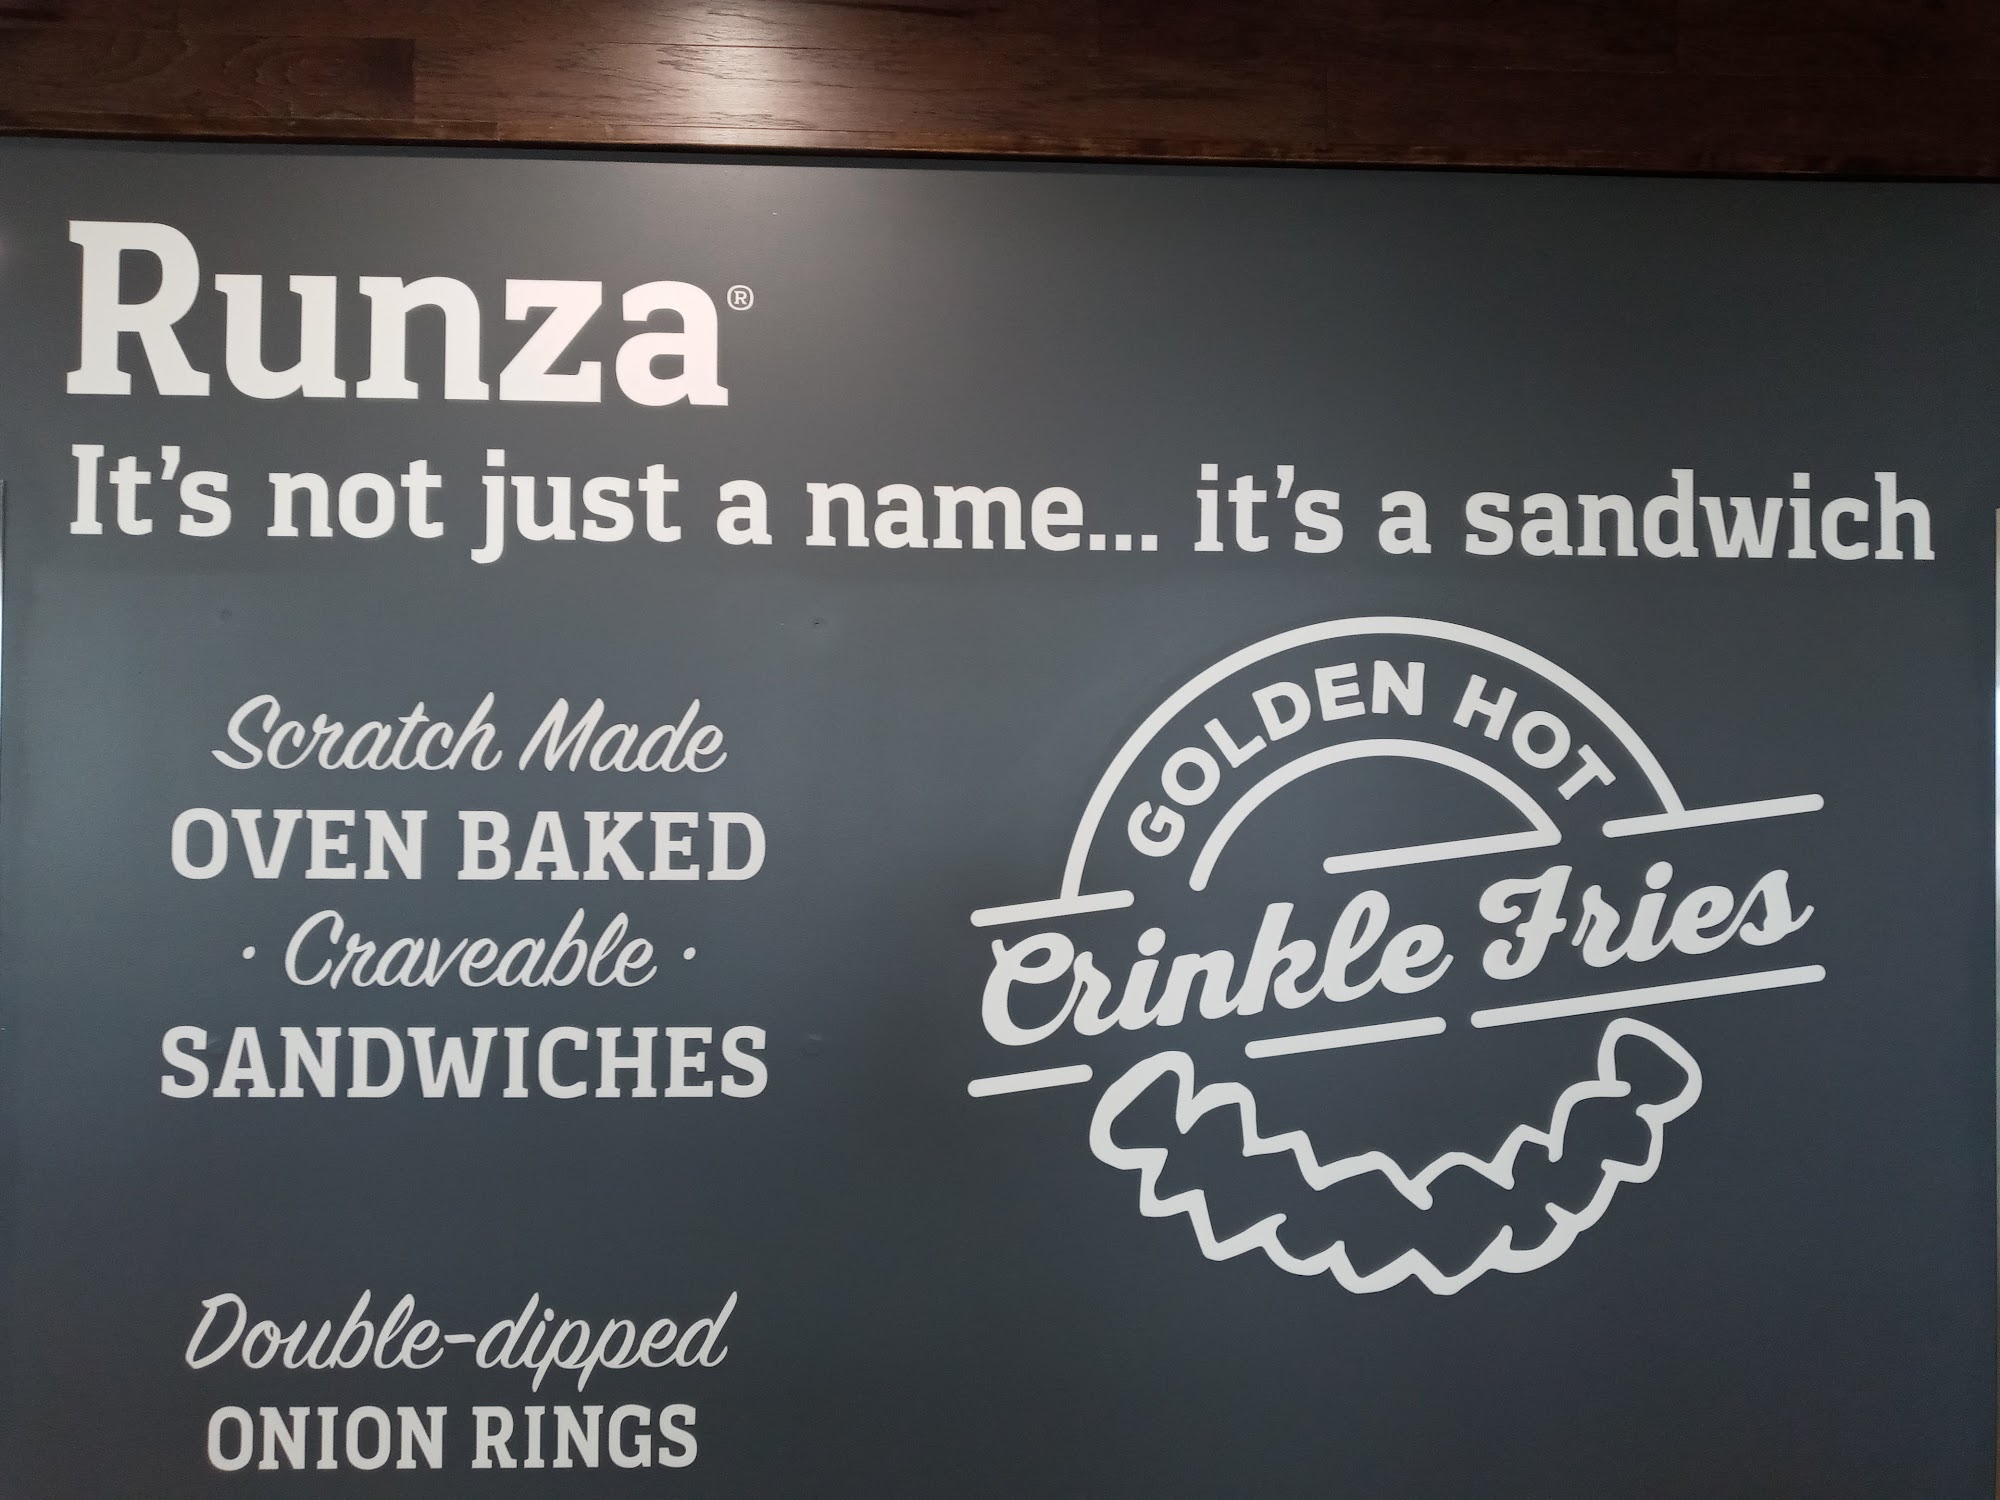 Runza®
It's not just a name... it's a sandwich
Scratch Made
OVEN BAKED
· Craveable ·
SANDWICHES
Double-dipped
ONION RINGS
GOLDEN HOT
Crinkle Fries